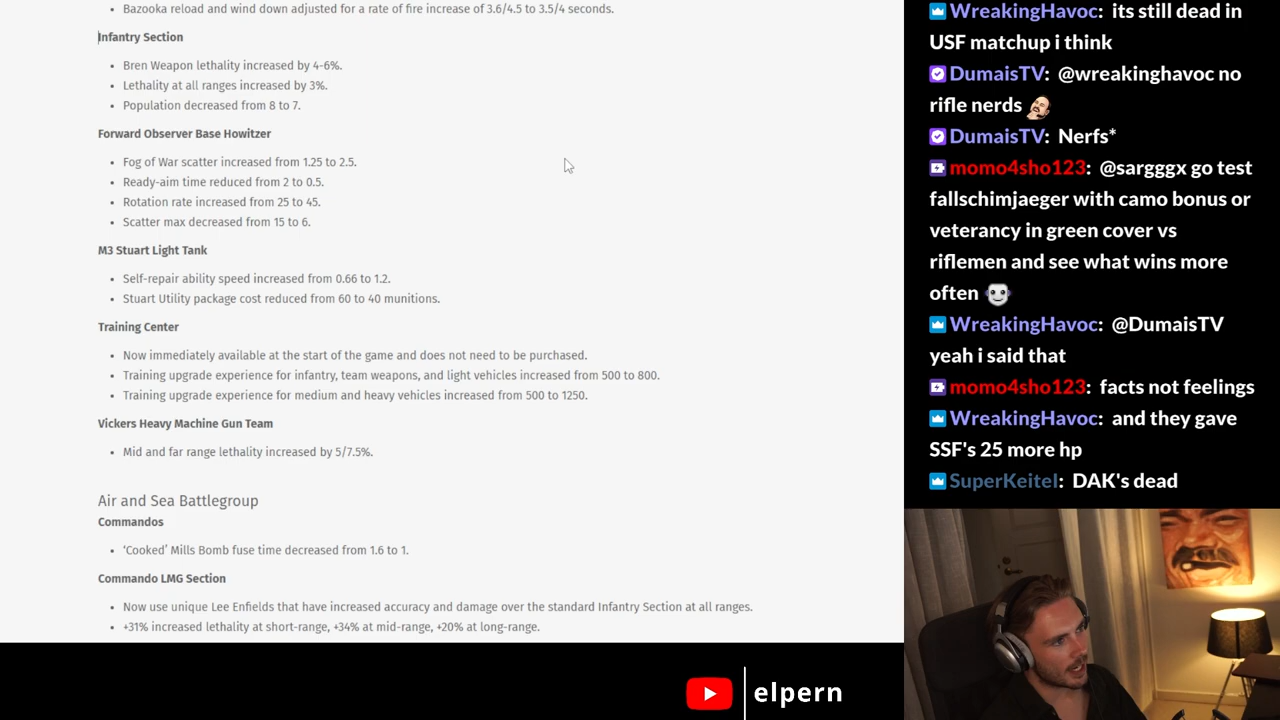 Bazooka reload and wind down adjusted for a rate of fire increase of 3.6/4.5 to 3.5/4 seconds.
Infantry Section
Bren Weapon lethality increased by 4-6%.
Lethality at all ranges increased by 3%.
Population decreased from 8 to 7.
Forward Observer Base Howitzer
Fog of War scatter increased from 1.25 to 2.5.
Ready-aim time reduced from 2 to 0.5.
Rotation rate increased from 25 to 45.
Scatter max decreased from 15 to 6.
M3 Stuart Light Tank
Self-repair ability speed increased from 0.66 to 1.2.
Stuart Utility package cost reduced from 60 to 40 munitions.
Training Center
Now immediately available at the start of the game and does not need to be purchased.
Training upgrade experience for infantry, team weapons, and light vehicles increased from 500 to 800.
Training upgrade experience for medium and heavy vehicles increased from 500 to 1250.
Vickers Heavy Machine Gun Team
Mid and far range lethality increased by 5/7.5%.
Air and Sea Battlegroup
Commandos
‘Cooked’ Mills Bomb fuse time decreased from 1.6 to 1.
Commando LMG Section
Now use unique Lee Enfields that have increased accuracy and damage over the standard Infantry Section at all ranges.
+31% increased lethality at short-range, +34% at mid-range, +20% at long-range.
WreakingHavoc: its still dead in
USF matchup i think
DumaisTV: @wreakinghavoc no
rifle nerds
DumaisTV: Nerfs*
momo4sho123: @sargggx go test
fallschimjaeger with camo bonus or
veterancy in green cover vs
riflemen and see what wins more
often
WreakingHavoc: @DumaisTV
yeah i said that
momo4sho123: facts not feelings
WreakingHavoc: and they gave
SSF's 25 more hp
SuperKeitel: DAK's dead
elpern